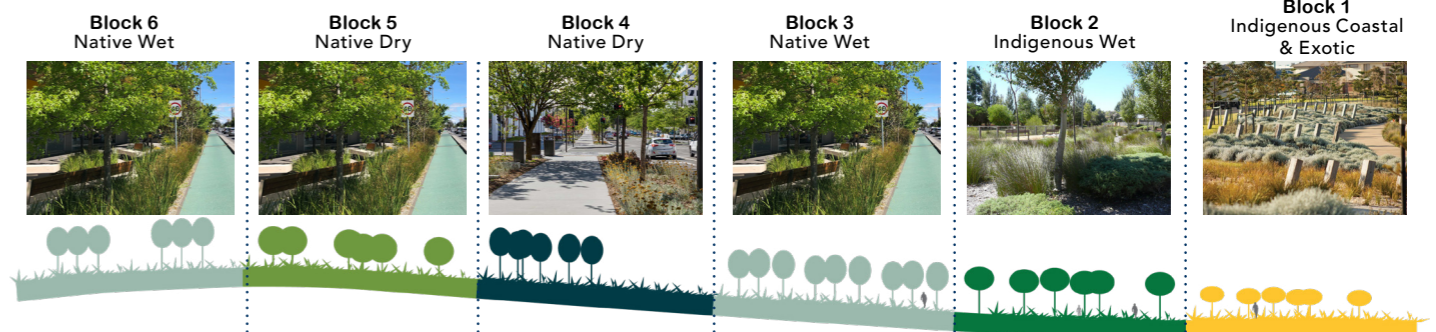 Block 6
Native Wet
Block 5
Native Dry
Block 4
Native Dry
Block 3
Native Wet
Block 2
Indigenous Wet
Block 1
Indigenous Coastal
& Exotic